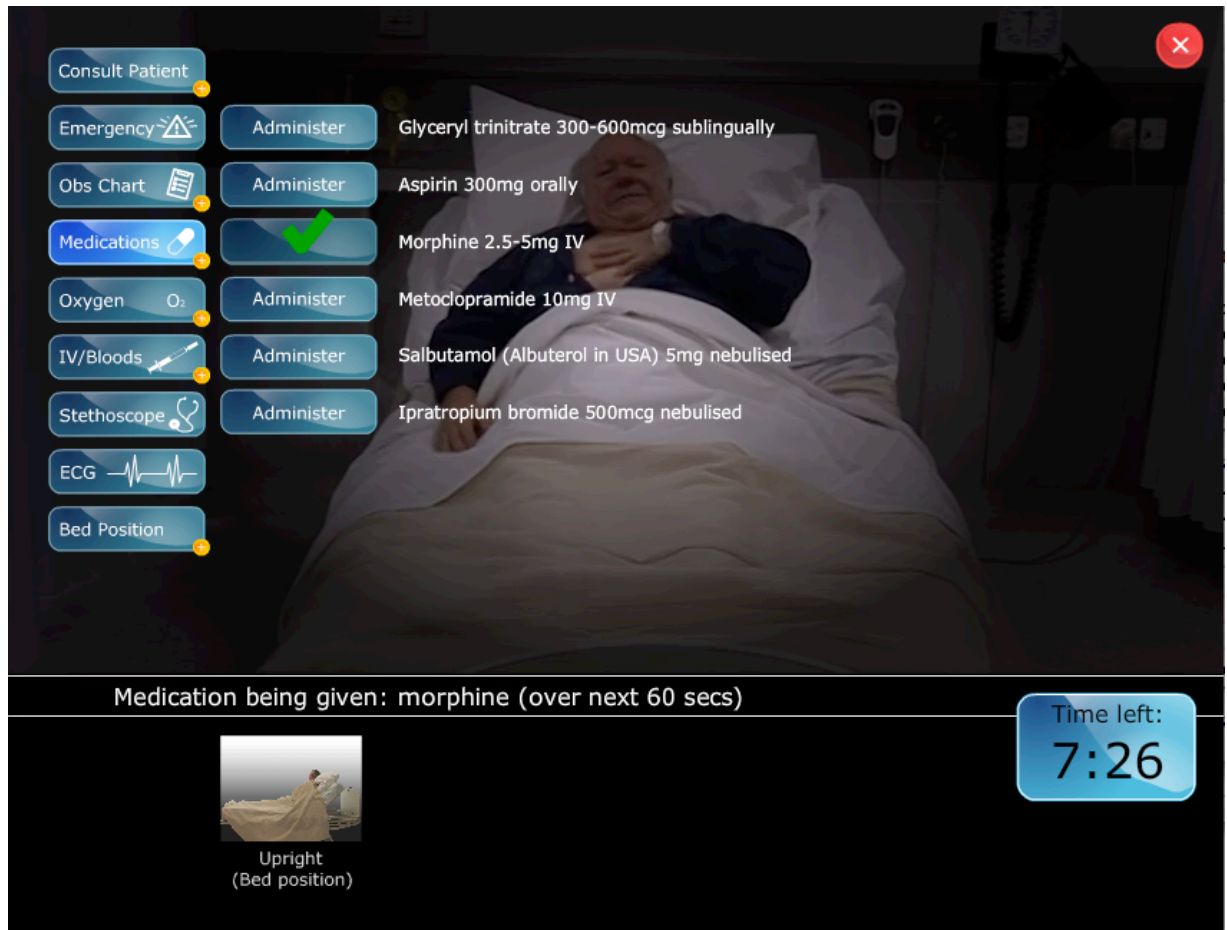 Consult Patient
Emergency
Administer Glyceryl trinitrate 300-600mcg sublingually
Obs Chart Administer Aspirin 300mg orally
Medications Morphine 2.5-5mg IV
Oxygen O₂ Administer Metoclopramide 10mg IV
IV/Bloods Administer Salbutamol (Albuterol in USA) 5mg nebulised
Stethoscope Administer Ipratropium bromide 500mcg nebulised
ECG
Bed Position
Medication being given: morphine (over next 60 secs)
Time left:
7:26
Upright
(Bed position)